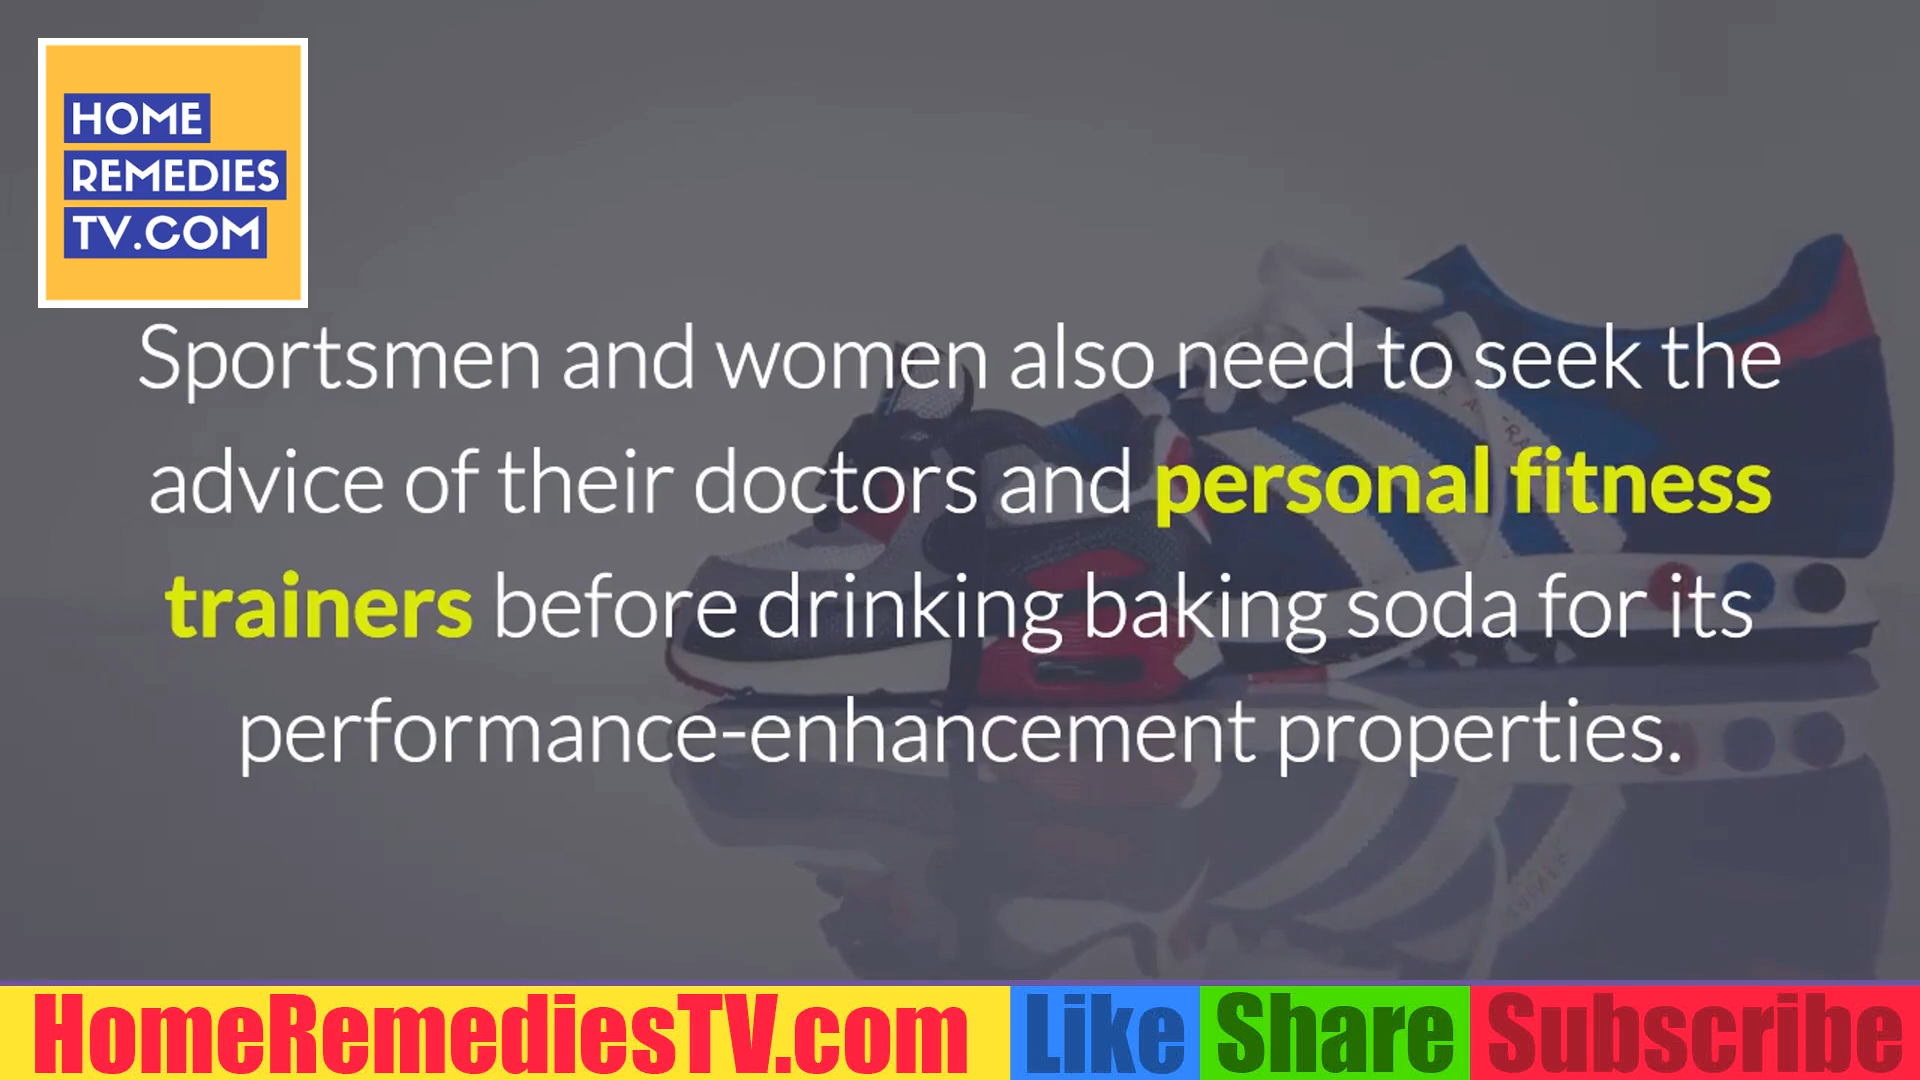 HOME
REMEDIES
TV.COM
Sportsmen and women also need to seek the
advice of their doctors and personal fitness
trainers before drinking baking soda for its
performance-enhancement properties.
HomeRemediesTV.com Like Share Subscribe